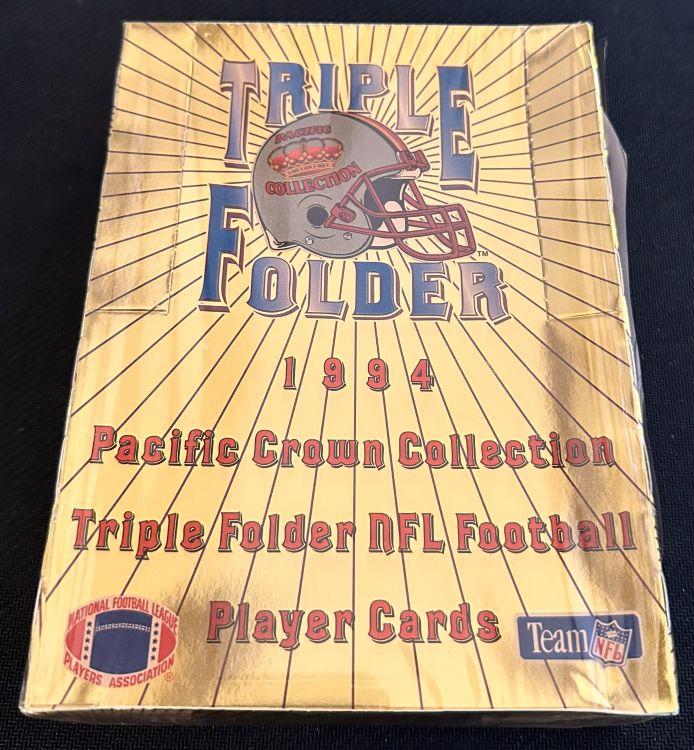 TRIPLE
PACIFIC
COLLECTION
FOLDER
TM
1994
Pacific Crown Collection
Triple Folder NFL Football
Player Cards
NATIONAL FOOTBALL LEAGUE
PLAYERS ASSOCIATION®
Team NFL